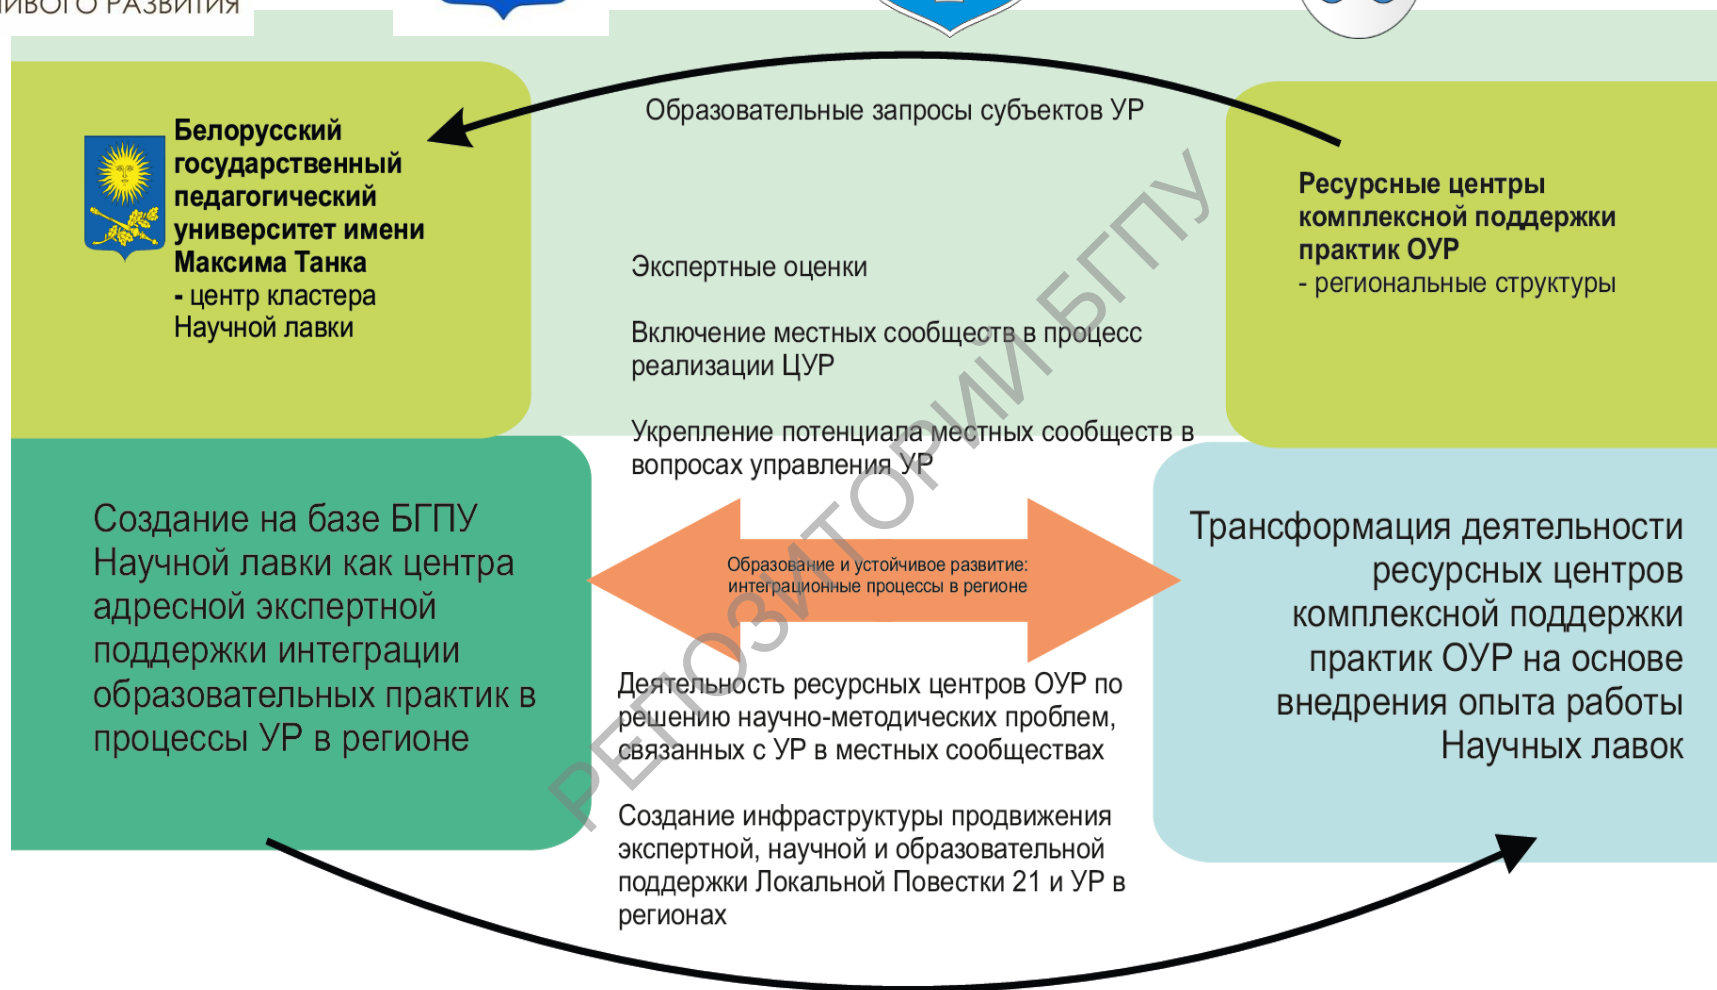 РАЗВИТИЯ
Образовательные запросы субъектов УР
Белорусский
государственный
педагогический
университет имени
Максима Танка
- центр кластера
Научной лавки
Ресурсные центры
комплексной поддержки
практик ОУР
- региональные структуры
Экспертные оценки
Включение местных сообществ в процесс
реализации ЦУР
Укрепление потенциала местных сообществ в
вопросах управления УР
Создание на базе БГПУ
Научной лавки как центра
адресной экспертной
поддержки интеграции
образовательных практик в
процессы УР в регионе
Образование и устойчивое развитие:
интеграционные процессы в регионе
Трансформация деятельности
ресурсных центров
комплексной поддержки
практик ОУР на основе
внедрения опыта работы
Научных лавок
Деятельность ресурсных центров ОУР по
решению научно-методических проблем,
связанных с УР в местных сообществах
Создание инфраструктуры продвижения
экспертной, научной и образовательной
поддержки Локальной Повестки 21 и УР в
регионах
РЕПОЗИТОРИЙ БГПУ